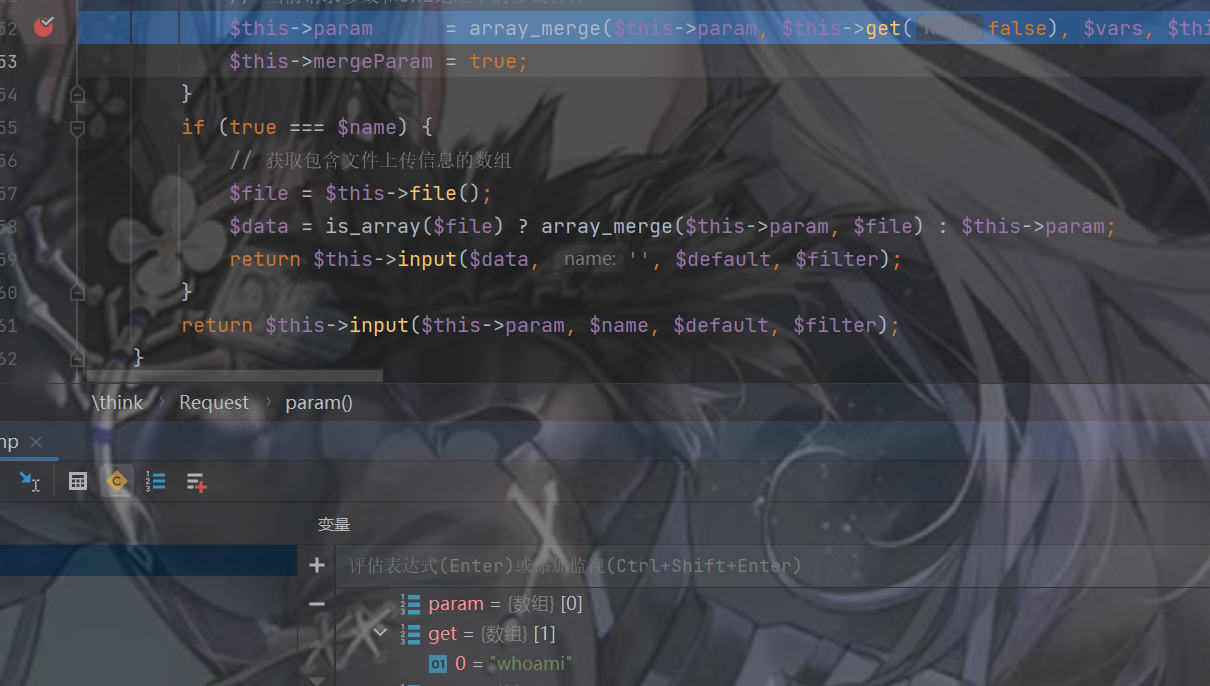 52 $this->param      = array_merge($this->param, $this->get( false), $vars, $thi
53 $this->mergeParam = true;
54 }
55 if (true === $name) {
56 // 获取包含文件上传信息的数组
57 $file = $this->file();
58 $data = is_array($file) ? array_merge($this->param, $file) : $this->param;
59 return $this->input($data, name: '', $default, $filter);
60 }
61 return $this->input($this->param, $name, $default, $filter);
62 }
\think > Request > param()
np ×
变量
评估表达式(Enter)或添加监视(Ctrl+Shift+Enter)
param = {数组} [0]
get = {数组} [1]
01 0 = "whoami"